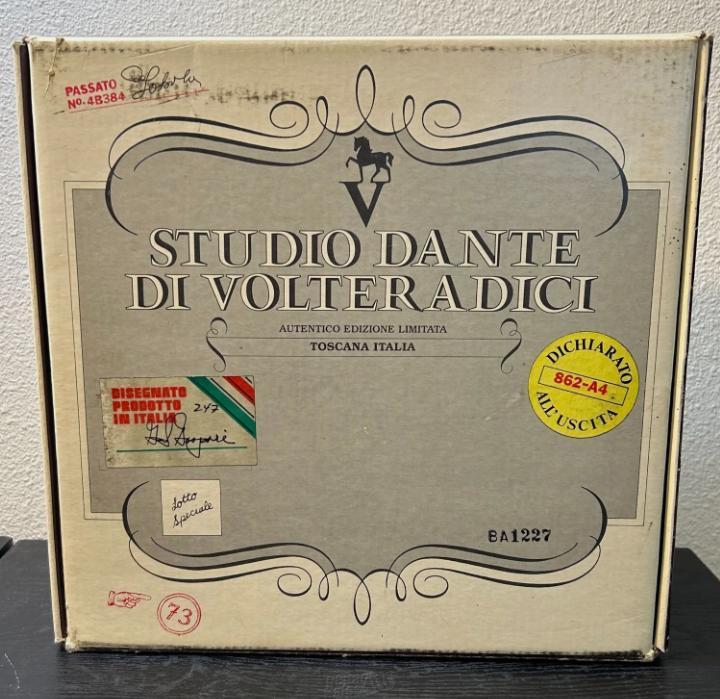 PASSATO
No. 4B384
V
STUDIO DANTE
DI VOLTERADICI
AUTENTICO EDIZIONE LIMITATA
TOSCANA ITALIA
DICHIARATO
862-A4
ALL'USCITA
DISEGNATO
PRODOTTO
IN ITALIA
247
Lotto
Speciale
BA1227
73